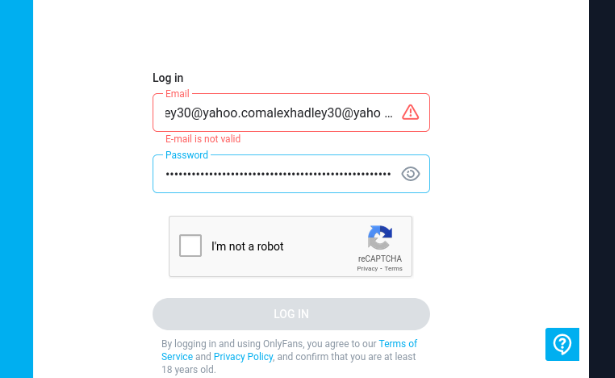 Log in
Email
ey30@yahoo.comalexhadley30@yaho ...
E-mail is not valid
Password
I'm not a robot
reCAPTCHA
Privacy - Terms
LOG IN
By logging in and using OnlyFans, you agree to our Terms of
Service and Privacy Policy, and confirm that you are at least
18 years old.